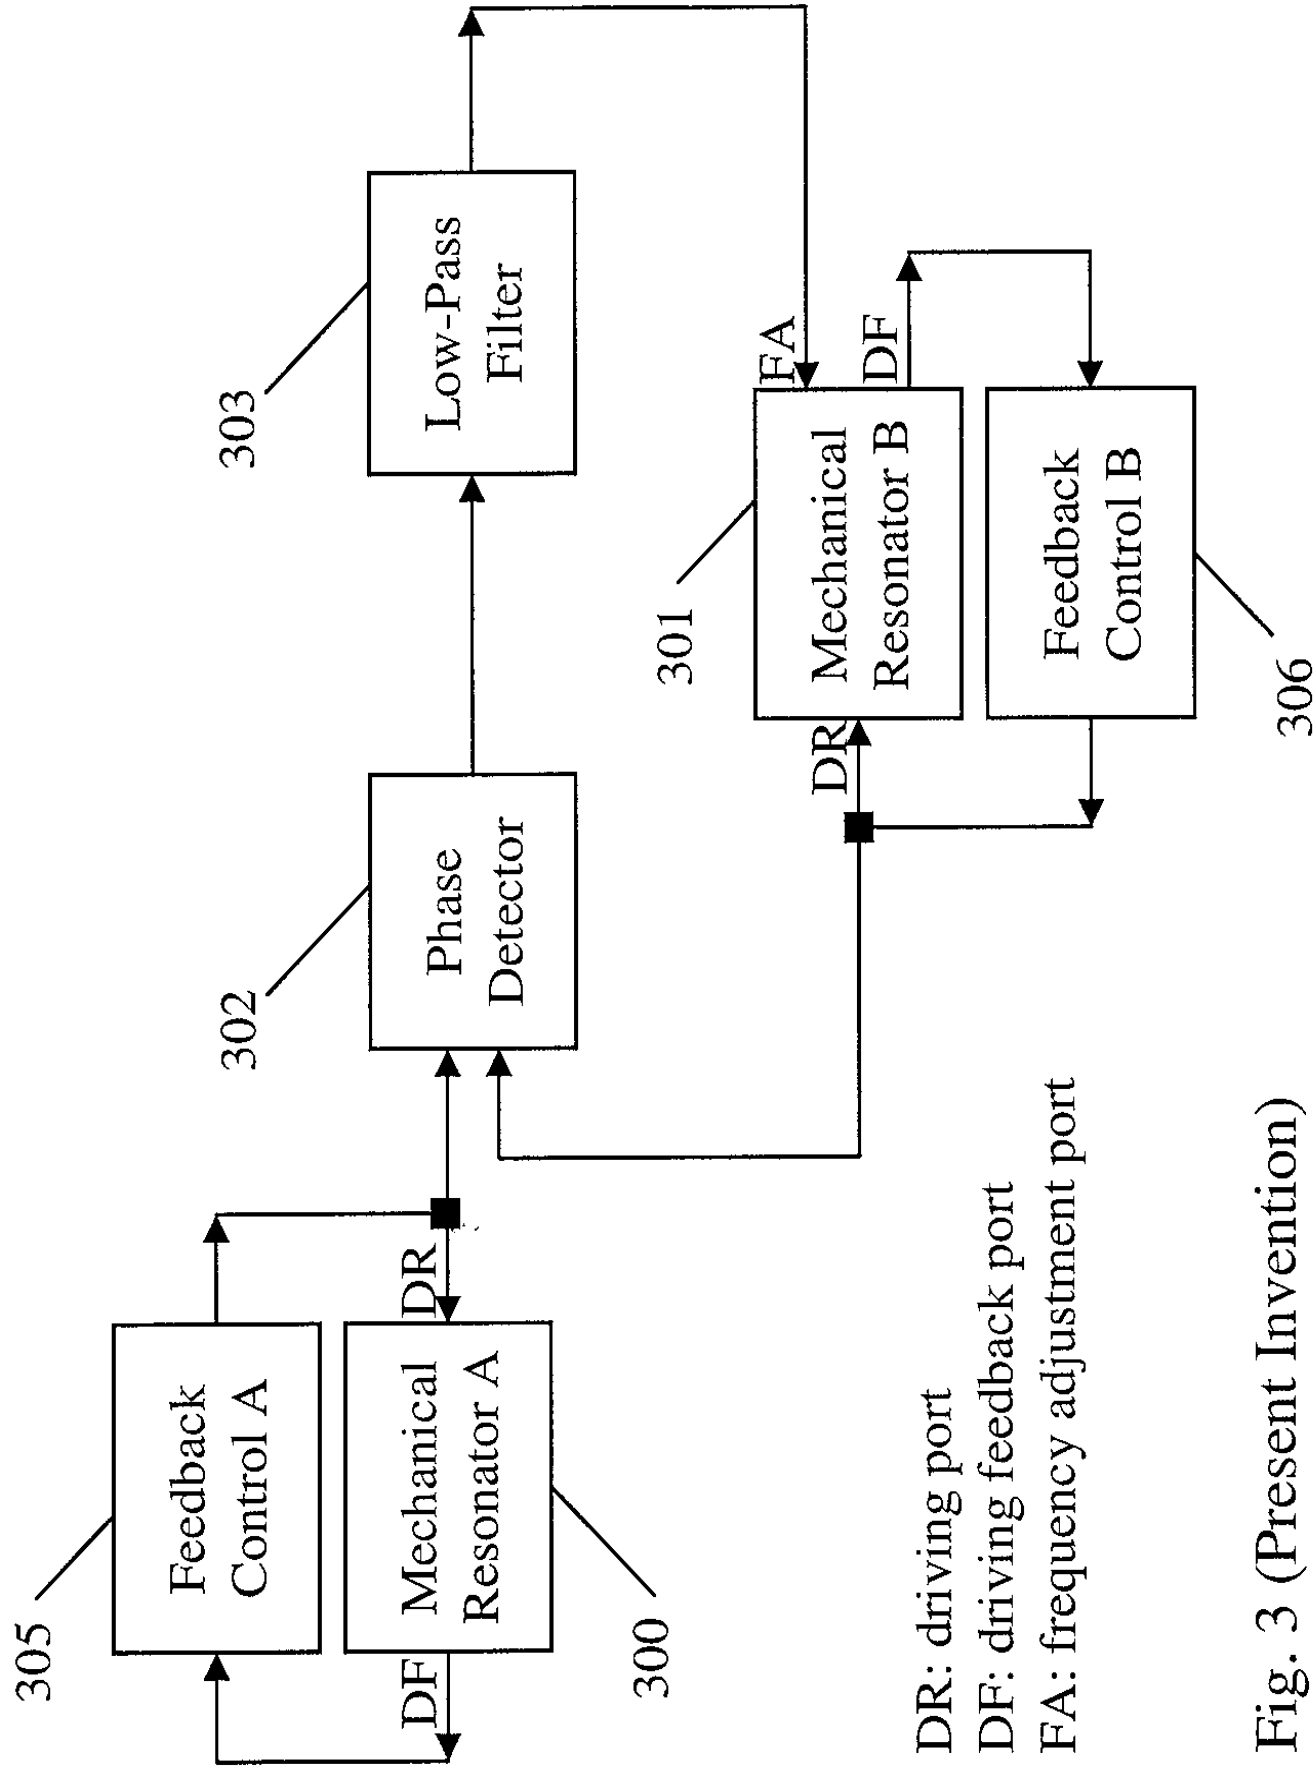 305
Feedback
Control A
DF
Mechanical
Resonator A
DR
300
302
Phase
Detector
303
Low-Pass
Filter
301
FA
DR
Mechanical
Resonator B
DF
Feedback
Control B
306
DR: driving port
DF: driving feedback port
FA: frequency adjustment port
Fig. 3 (Present Invention)